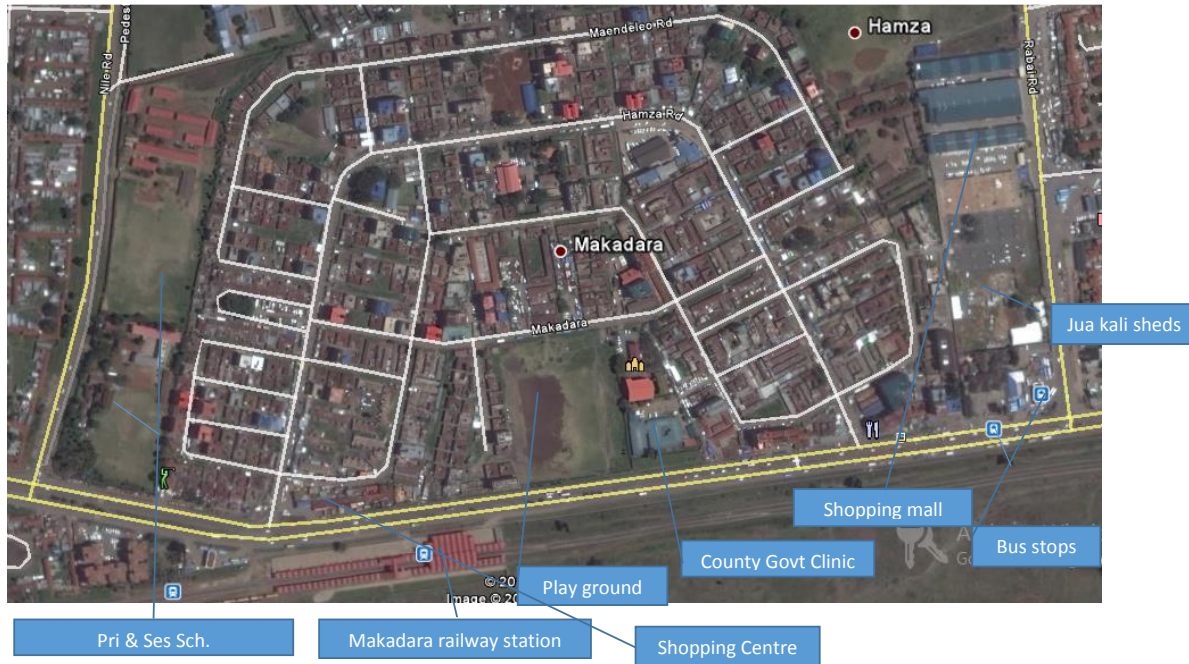 Hamza
Maendeleo Rd
Nile Rd
Rabai Rd
Hamza Rd
Makadara
Jua kali sheds
Makadara
Shopping mall
Bus stops
County Govt Clinic
© 20
Play ground
Image © 20
Pri & Ses Sch.
Makadara railway station
Shopping Centre